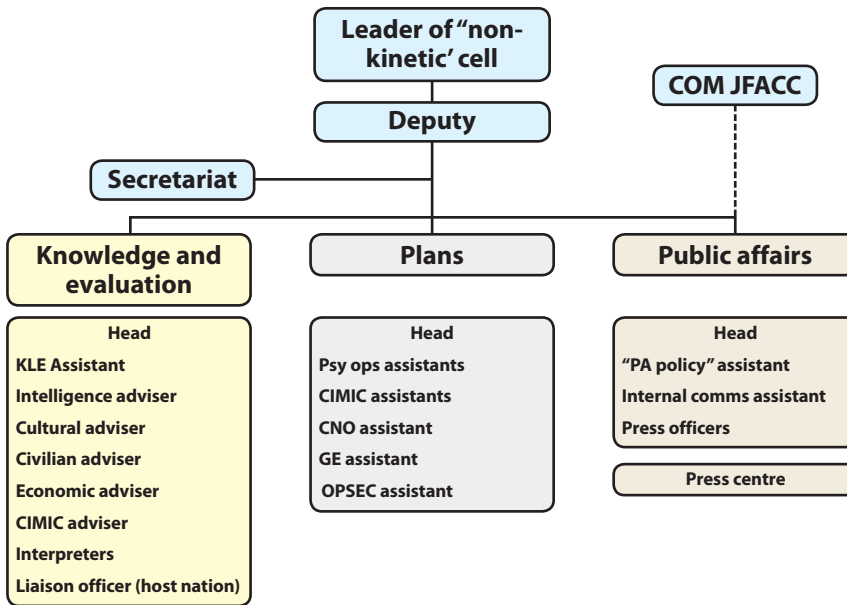 Leader of “non-
kinetic’ cell
COM JFACC
Deputy
Secretariat
Knowledge and
evaluation
Plans
Public affairs
Head
KLE Assistant
Intelligence adviser
Cultural adviser
Civilian adviser
Economic adviser
CIMIC adviser
Interpreters
Liaison officer (host nation)
Head
Psy ops assistants
CIMIC assistants
CNO assistant
GE assistant
OPSEC assistant
Head
“PA policy” assistant
Internal comms assistant
Press officers
Press centre